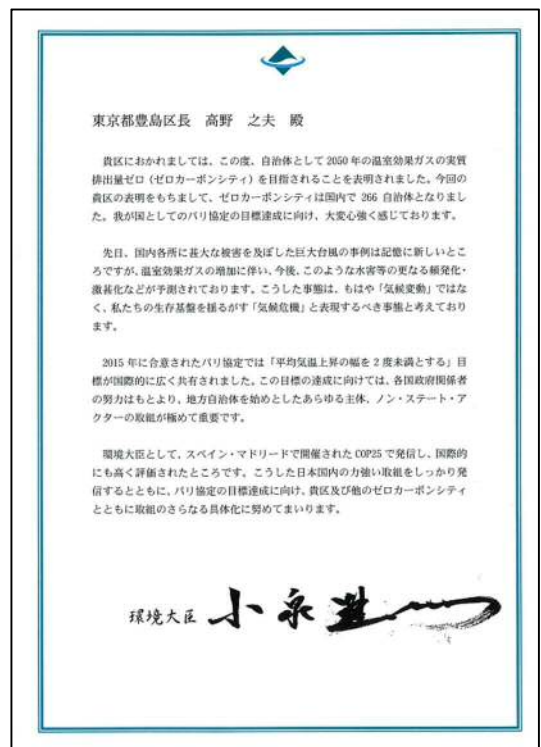 東京都豊島区長 高野 之夫 殿
貴区におかれましては、この度、自治体として2050年の温室効果ガスの実質
排出量ゼロ（ゼロカーボンシティ）を目指されることを表明されました。今回の
貴区の表明をもちまして、ゼロカーボンシティは国内で266自治体となりまし
た。我が国としてのパリ協定の目標達成に向け、大変心強く感じております。
先日、国内各所に甚大な被害を及ぼした巨大台風の事例は記憶に新しいとこ
ろですが、温室効果ガスの増加に伴い、今後、このような水害等の更なる頻発化・
激甚化などが予測されております。こうした事態は、もはや「気候変動」ではな
く、私たちの生存基盤を揺るがす「気候危機」と表現するべき事態と考えており
ます。
2015年に合意されたパリ協定では「平均気温上昇の幅を2度未満とする」目
標が国際的に広く共有されました。この目標の達成に向けては、各国政府関係者
の努力はもとより、地方自治体を始めとしたあらゆる主体、ノン・ステート・ア
クターの取組が極めて重要です。
環境大臣として、スペイン・マドリードで開催されたCOP25で発信し、国際的
にも高く評価されたところです。こうした日本国内の力強い取組をしっかり発
信するとともに、パリ協定の目標達成に向け、貴区及び他のゼロカーボンシティ
とともに取組のさらなる具体化に努めてまいります。
環境大臣 小泉進